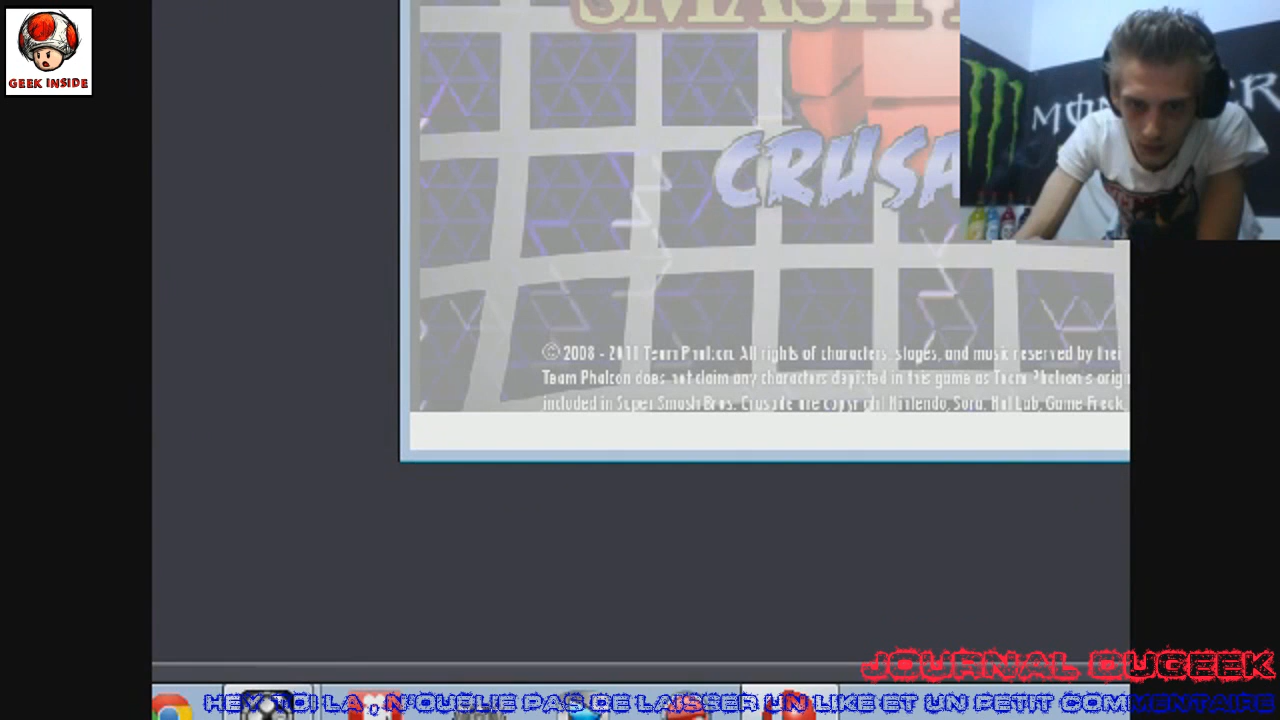 GEEK INSIDE
SMASH
CRUSA
© 2008 - 2011 Team Phalcon. All rights of characters, stages, and music reserved by their
Team Phalcon does not claim any characters depicted in this game as Team Phalcon's orig
included in Super Smash Bros. Crusade are copyright Nintendo, Sora, Hal Lab, Game Freak,
JOURNAL DUGEEK
HEY TOI LA , N'OUBLIE PAS DE LAISSER UN LIKE ET UN PETIT COMMENTAIRE